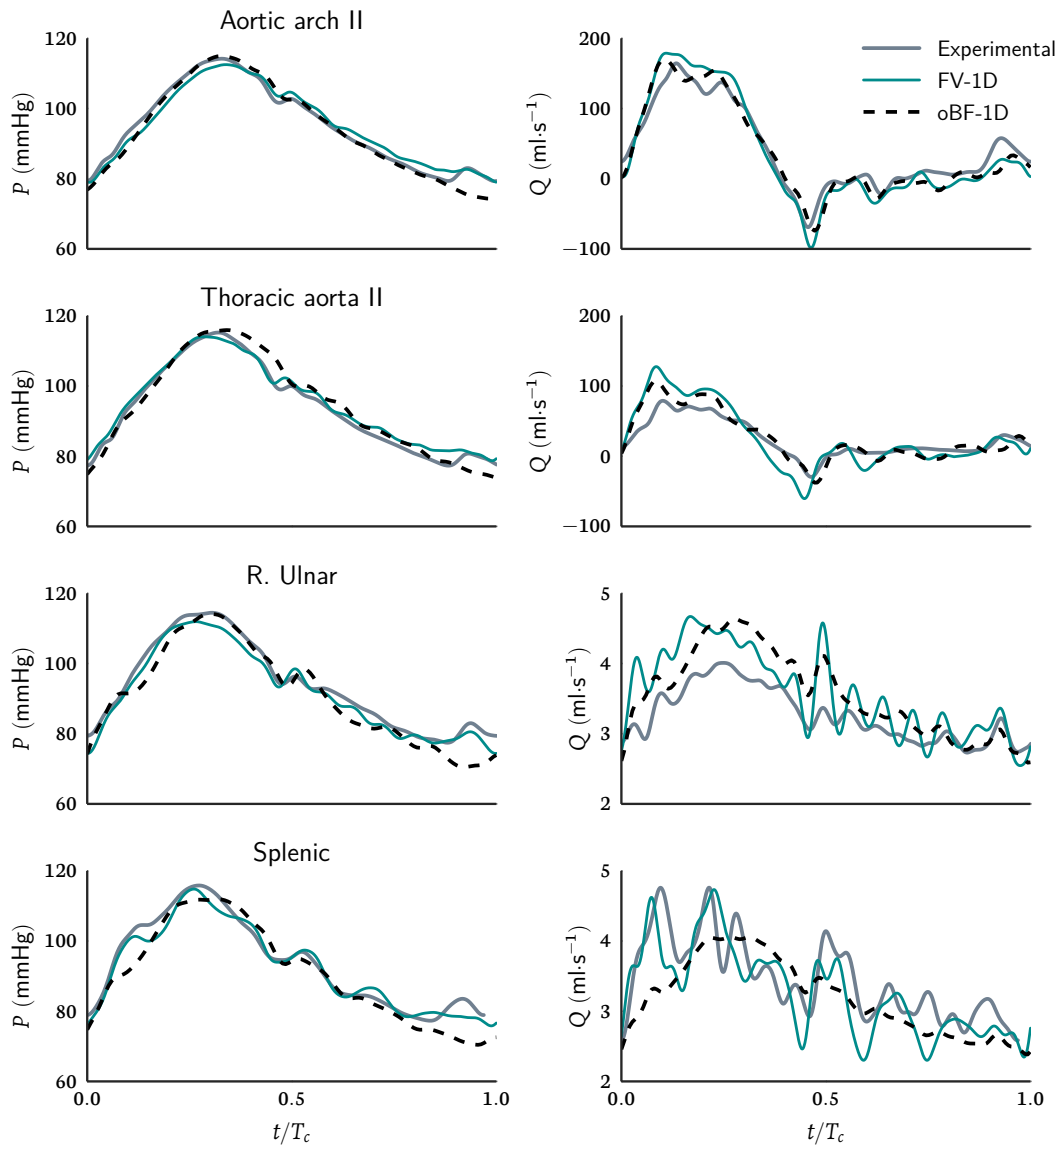 Aortic arch II
120
100
80
60
P (mmHg)
200
100
0
−100
Q (ml·s⁻¹)
Experimental
FV-1D
oBF-1D
Thoracic aorta II
120
100
80
60
P (mmHg)
200
100
0
−100
Q (ml·s⁻¹)
R. Ulnar
120
100
80
60
P (mmHg)
5
4
3
2
Q (ml·s⁻¹)
Splenic
120
100
80
60
P (mmHg)
0.0 0.5 1.0
t/T_c
5
4
3
2
Q (ml·s⁻¹)
0.0 0.5 1.0
t/T_c